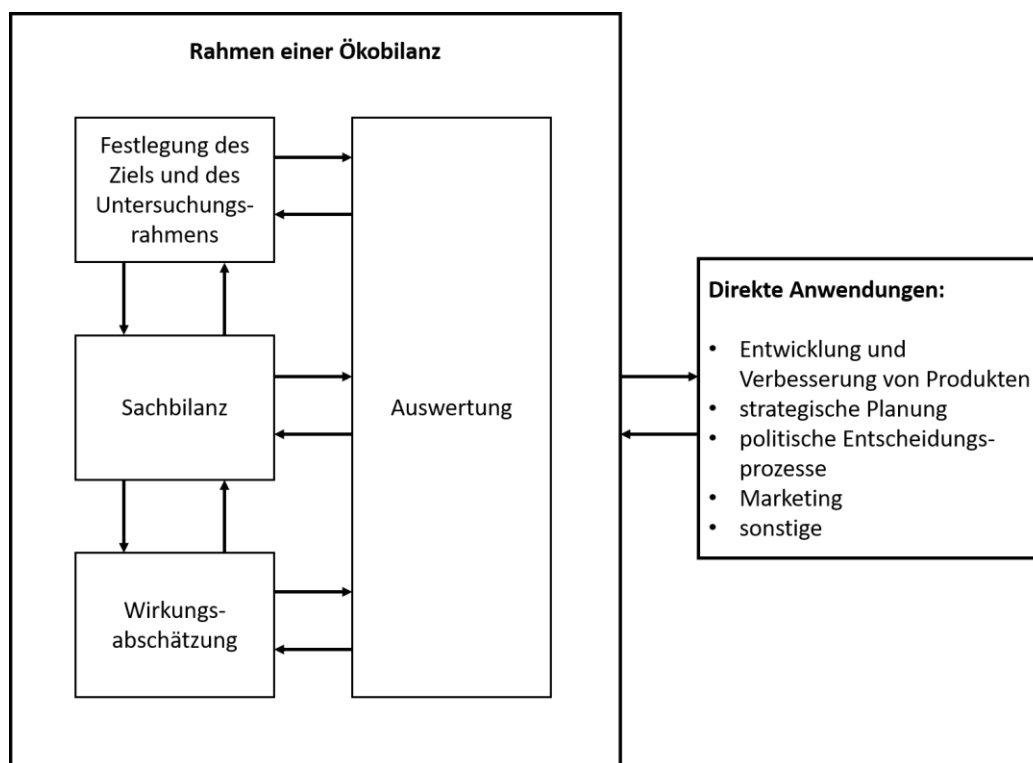 Rahmen einer Ökobilanz
Festlegung des
Ziels und des
Untersuchungs-
rahmens
Sachbilanz
Wirkungs-
abschätzung
Auswertung
Direkte Anwendungen:
• Entwicklung und
Verbesserung von Produkten
• strategische Planung
• politische Entscheidungs-
prozesse
• Marketing
• sonstige